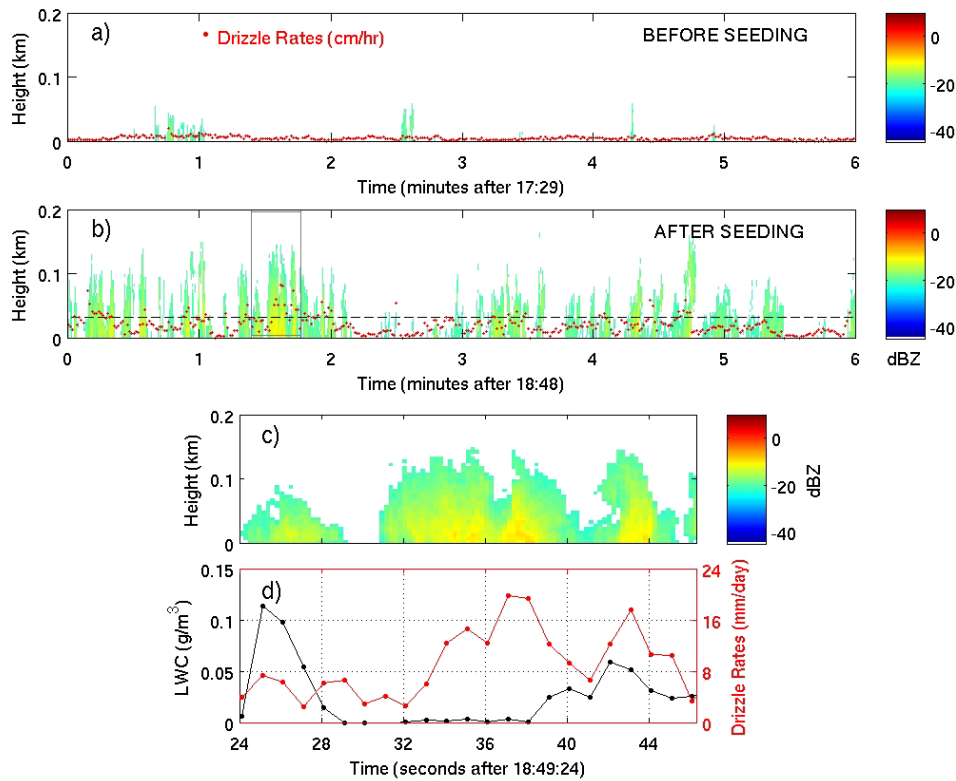 0.2
a)
Drizzle Rates (cm/hr)
BEFORE SEEDING
0
Height (km)
0.1
-20
-40
0
0 1 2 3 4 5 6
Time (minutes after 17:29)
0.2
b)
AFTER SEEDING
0
Height (km)
0.1
-20
-40
0
0 1 2 3 4 5 6
dBZ
Time (minutes after 18:48)
0.2
c)
0
Height (km)
0.1
-20
dBZ
-40
0
0.15
24
d)
LWC (g/m³)
0.1
16
Drizzle Rates (mm/day)
0.05
8
0
0
24 28 32 36 40 44
Time (seconds after 18:49:24)